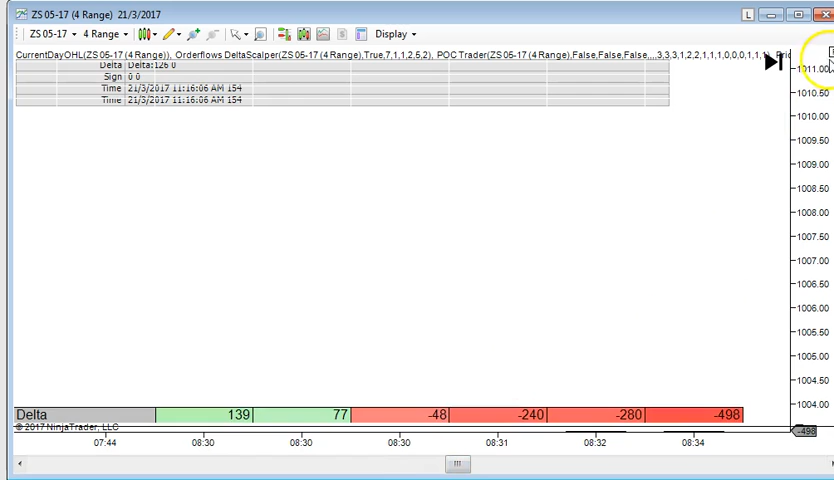 ZS 05-17 (4 Range) 21/3/2017
L
ZS 05-17 4 Range Display
CurrentDayOHL(ZS 05-17 (4 Range)), Orderflows DeltaScalper(ZS 05-17 (4 Range),True,7,1,1,2,5,2), POC Trader(ZS 05-17 (4 Range),False,False,False,...,3,3,3,1,2,2,1,1,1,0,0,0,1,1,1),
Delta Delta:126 0
Sign 0 0
Time 21/3/2017 11:16:06 AM 154
Time 21/3/2017 11:16:06 AM 154
1011.00
1010.50
1010.00
1009.50
1009.00
1008.50
1008.00
1007.50
1007.00
1006.50
1006.00
1005.50
1005.00
1004.50
1004.00
Delta 139 77 -48 -240 -280 -498
© 2017 NinjaTrader, LLC
-498
07:44 08:30 08:30 08:30 08:31 08:32 08:34